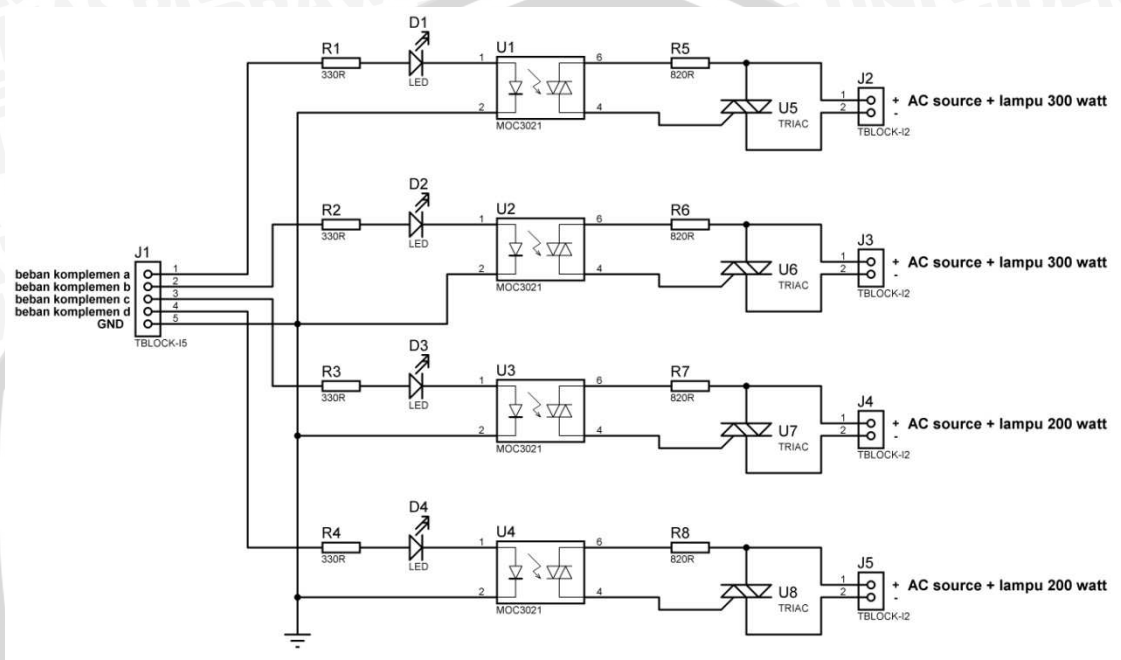 D1
R1
330R
LED
U1
1
2
6
4
MOC3021
R5
820R
U5
TRIAC
J2
1
2
+
-
TBLOCK-I2
AC source + lampu 300 watt
D2
R2
330R
LED
U2
1
2
6
4
MOC3021
R6
820R
U6
TRIAC
J3
1
2
+
-
TBLOCK-I2
AC source + lampu 300 watt
J1
beban komplemen a
1
beban komplemen b
2
beban komplemen c
3
beban komplemen d
4
GND
5
TBLOCK-I5
D3
R3
330R
LED
U3
1
2
6
4
MOC3021
R7
820R
U7
TRIAC
J4
1
2
+
-
TBLOCK-I2
AC source + lampu 200 watt
D4
R4
330R
LED
U4
1
2
6
4
MOC3021
R8
820R
U8
TRIAC
J5
1
2
+
-
TBLOCK-I2
AC source + lampu 200 watt